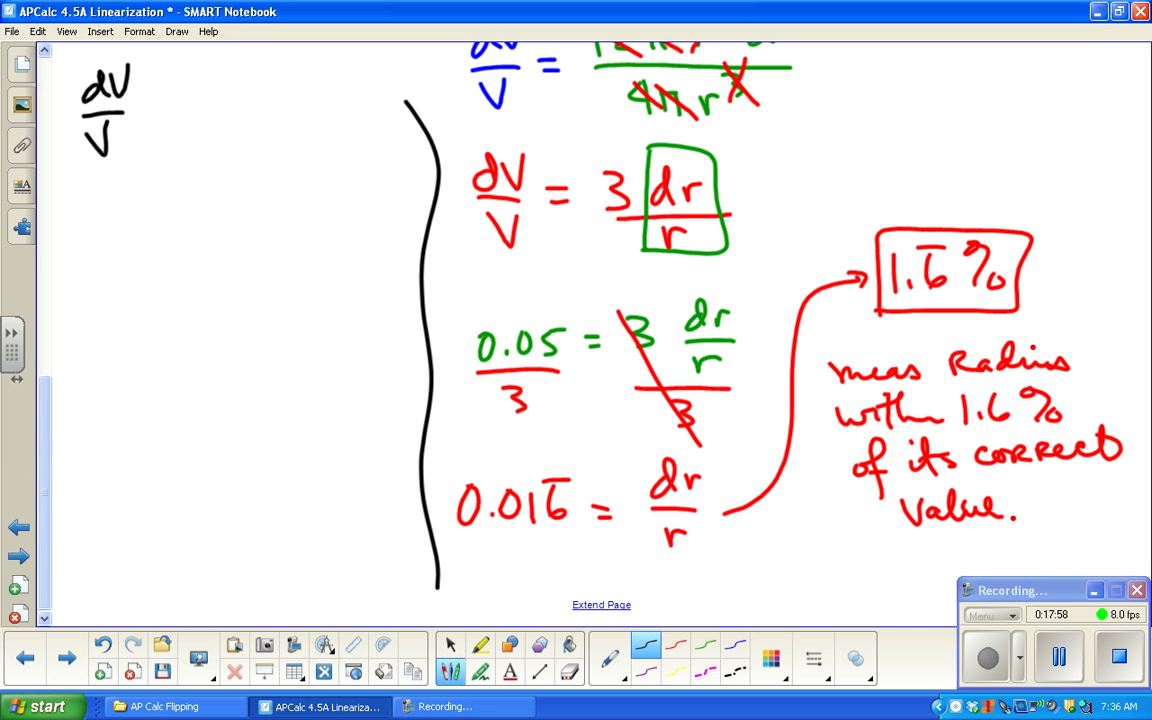 APCalc 4.5A Linearization * - SMART Notebook
File Edit View Insert Format Draw Help
dV
V
dV
V =
4π r
dV
V
= 3 dr
r
0.05
3
= 3 dr
r
3
0.016̅ = dr
r
1.6̅ %
meas Radius
within 1.6%
of its correct
value.
Extend Page
Recording...
Menu
0:17:58
8.0 fps
start
AP Calc Flipping
APCalc 4.5A Lineariza...
Recording...
7:36 AM